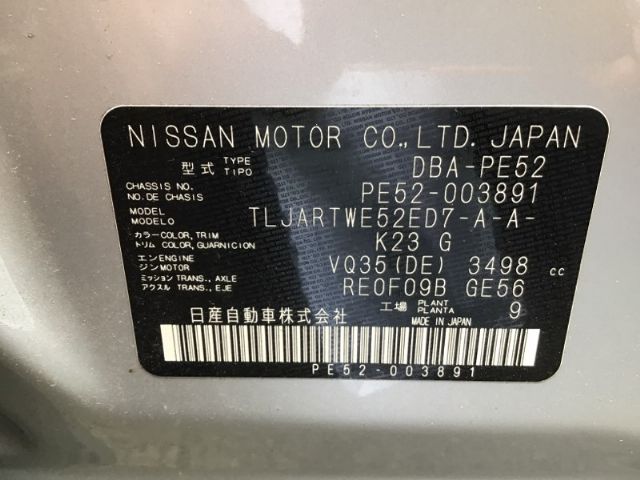 NISSAN MOTOR CO.,LTD. JAPAN
型式 TYPE TIPO DBA-PE52
CHASSIS NO. NO.DE CHASIS PE52-003891
MODEL MODELO TLJARTWE52ED7-A-A-
カラー COLOR, TRIM
トリム COLOR, GUARNICION K23 G
エンジン ENGINE MOTOR VQ35(DE) 3498 cc
ミッション TRANS., AXLE
アクスル TRANS., EJE RE0F09B GE56
工場 PLANT PLANTA 9
日産自動車株式会社 MADE IN JAPAN
PE52-003891